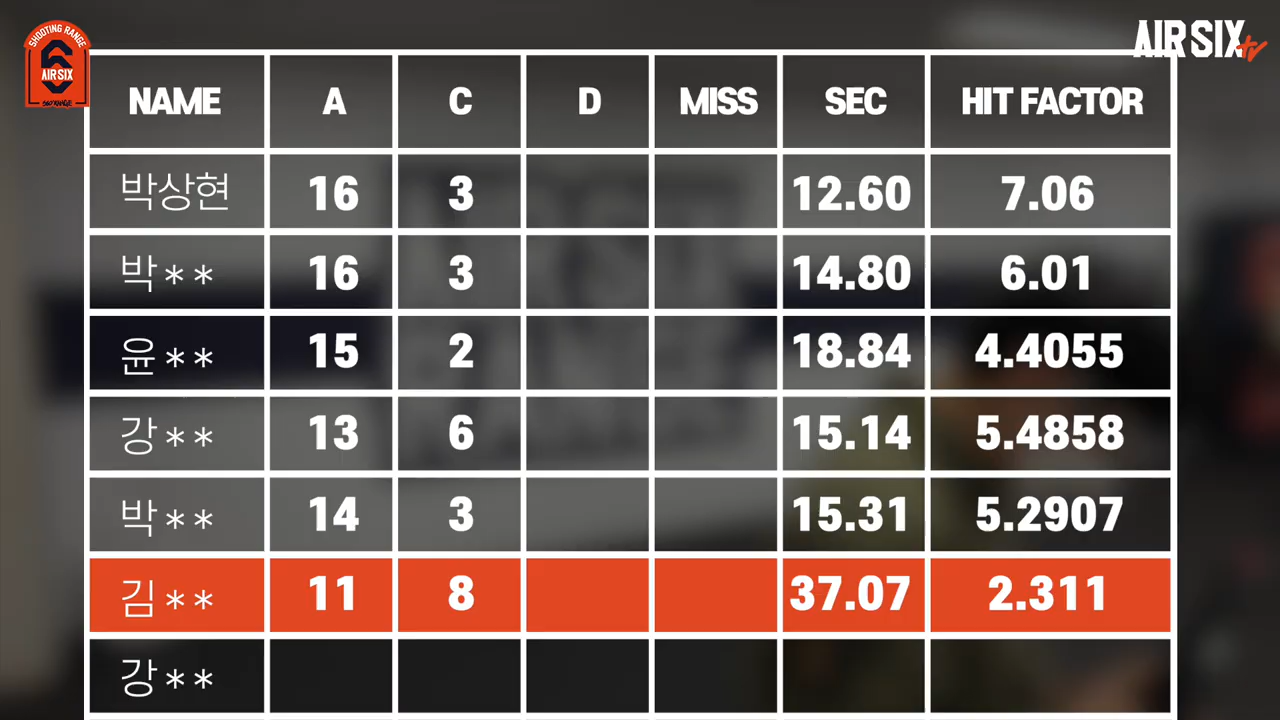 SHOOTING RANGE
AIRSIX
AIRSIX tv
NAME A C D MISS SEC HIT FACTOR
박상현 16 3 12.60 7.06
박** 16 3 14.80 6.01
윤** 15 2 18.84 4.4055
강** 13 6 15.14 5.4858
박** 14 3 15.31 5.2907
김** 11 8 37.07 2.311
강**